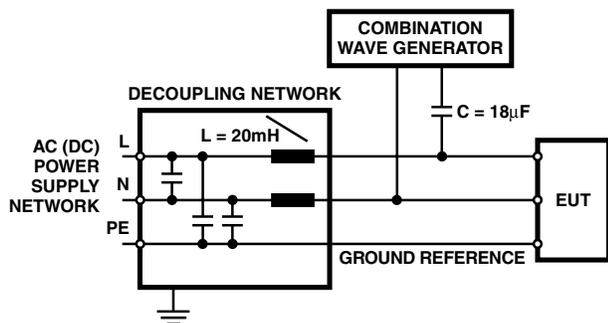 COMBINATION
WAVE GENERATOR
DECOUPLING NETWORK
C = 18μF
L = 20mH
AC (DC)
POWER
SUPPLY
NETWORK
L
N
PE
EUT
GROUND REFERENCE